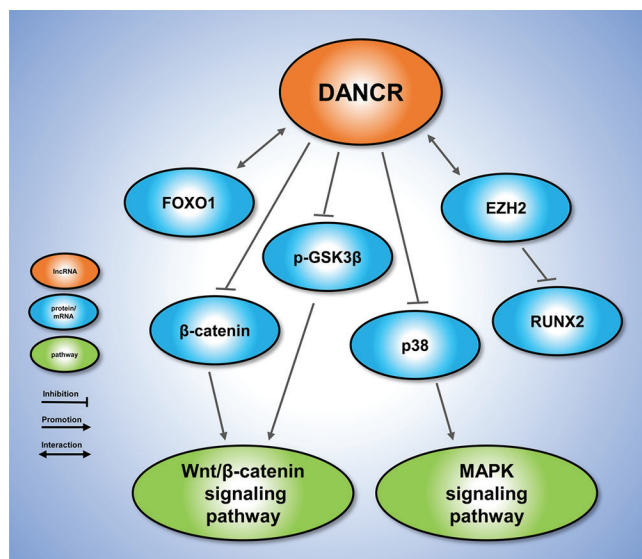 DANCR
FOXO1
EZH2
p-GSK3β
β-catenin
p38
RUNX2
lncRNA
protein/
mRNA
pathway
Inhibition
Promotion
Interaction
Wnt/β-catenin
signaling
pathway
MAPK
signaling
pathway